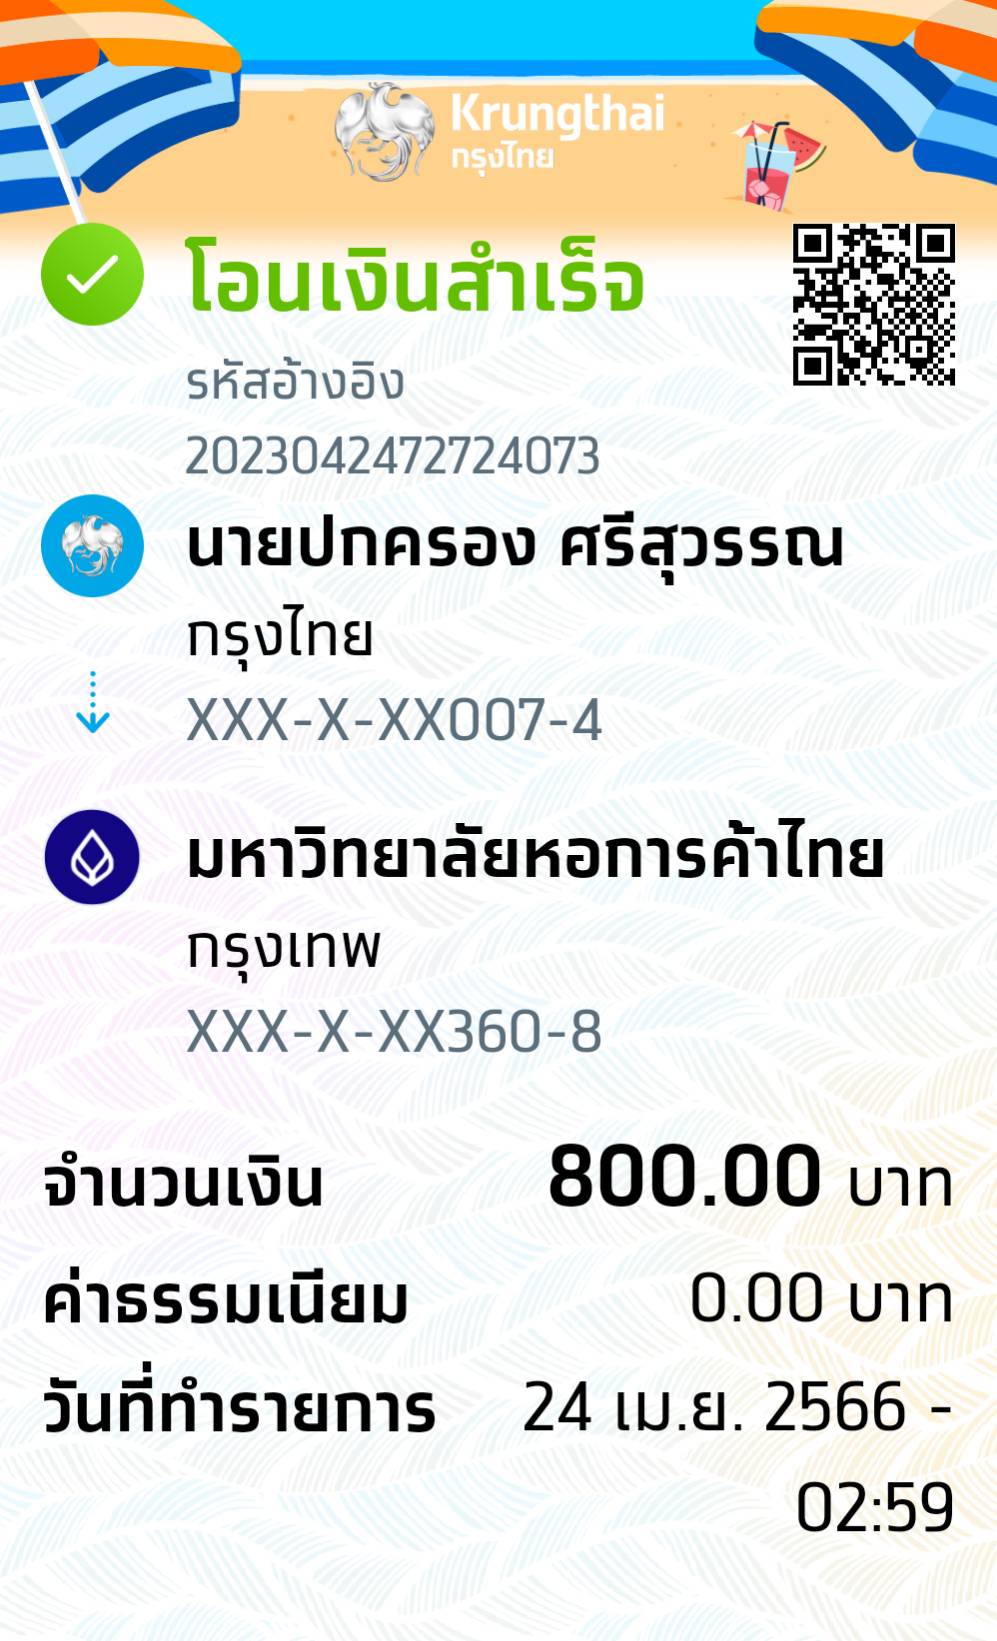 Krungthai
กรุงไทย
โอนเงินสำเร็จ
รหัสอ้างอิง
2023042472724073
นายปกครอง ศรีสุวรรณ
กรุงไทย
XXX-X-XX007-4
มหาวิทยาลัยหอการค้าไทย
กรุงเทพ
XXX-X-XX360-8
จำนวนเงิน 800.00 บาท
ค่าธรรมเนียม 0.00 บาท
วันที่ทำรายการ 24 เม.ย. 2566 -
02:59